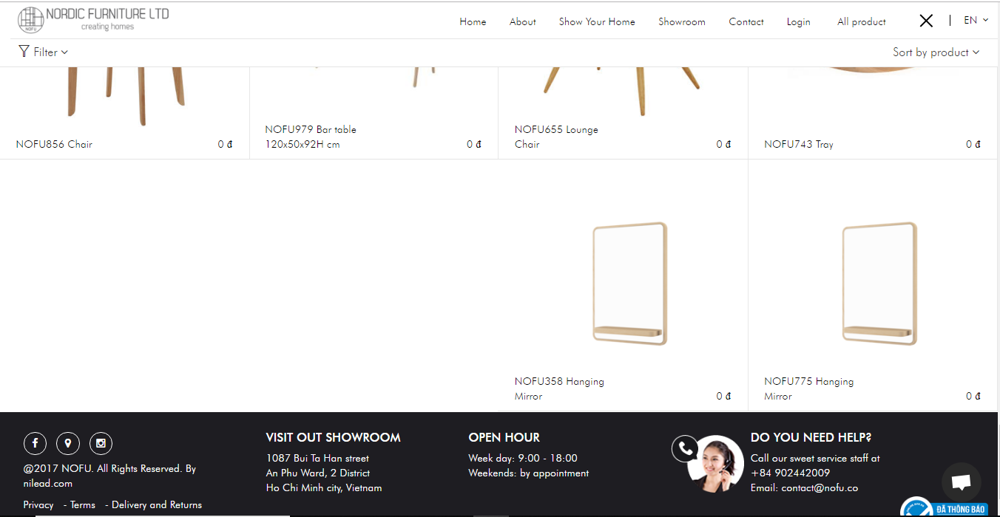 NORDIC FURNITURE LTD
creating homes
NOFU
Home About Show Your Home Showroom Contact Login All product | EN
Filter
Sort by product
NOFU856 Chair 0 đ
NOFU979 Bar table
120x50x92H cm 0 đ
NOFU655 Lounge
Chair 0 đ
NOFU743 Tray 0 đ
NOFU358 Hanging
Mirror 0 đ
NOFU775 Hanging
Mirror 0 đ
@2017 NOFU. All Rights Reserved. By
nilead.com
Privacy - Terms - Delivery and Returns
VISIT OUT SHOWROOM
1087 Bui Ta Han street
An Phu Ward, 2 District
Ho Chi Minh city, Vietnam
OPEN HOUR
Week day: 9:00 - 18:00
Weekends: by appointment
DO YOU NEED HELP?
Call our sweet service staff at
+84 902442009
Email: contact@nofu.co
ĐÃ THÔNG BÁO